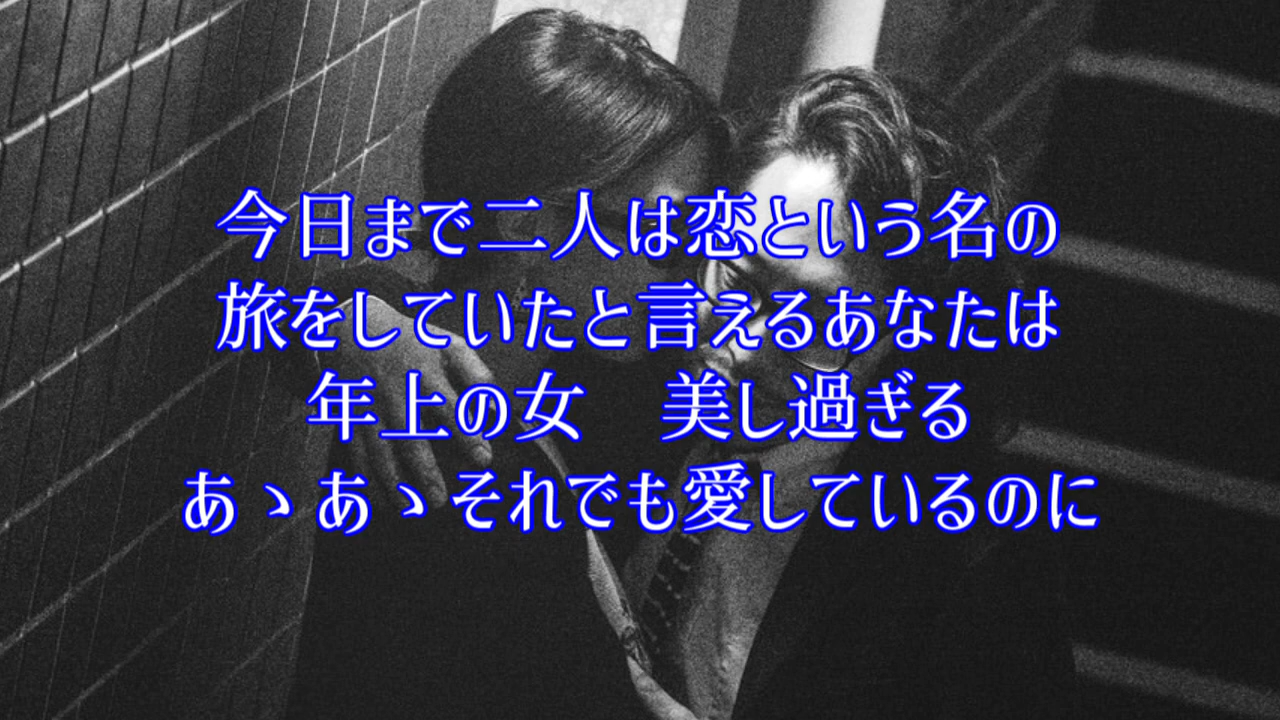 今日まで二人は恋という名の
旅をしていたと言えるあなたは
年上の女　美し過ぎる
あゝあゝそれでも愛しているのに